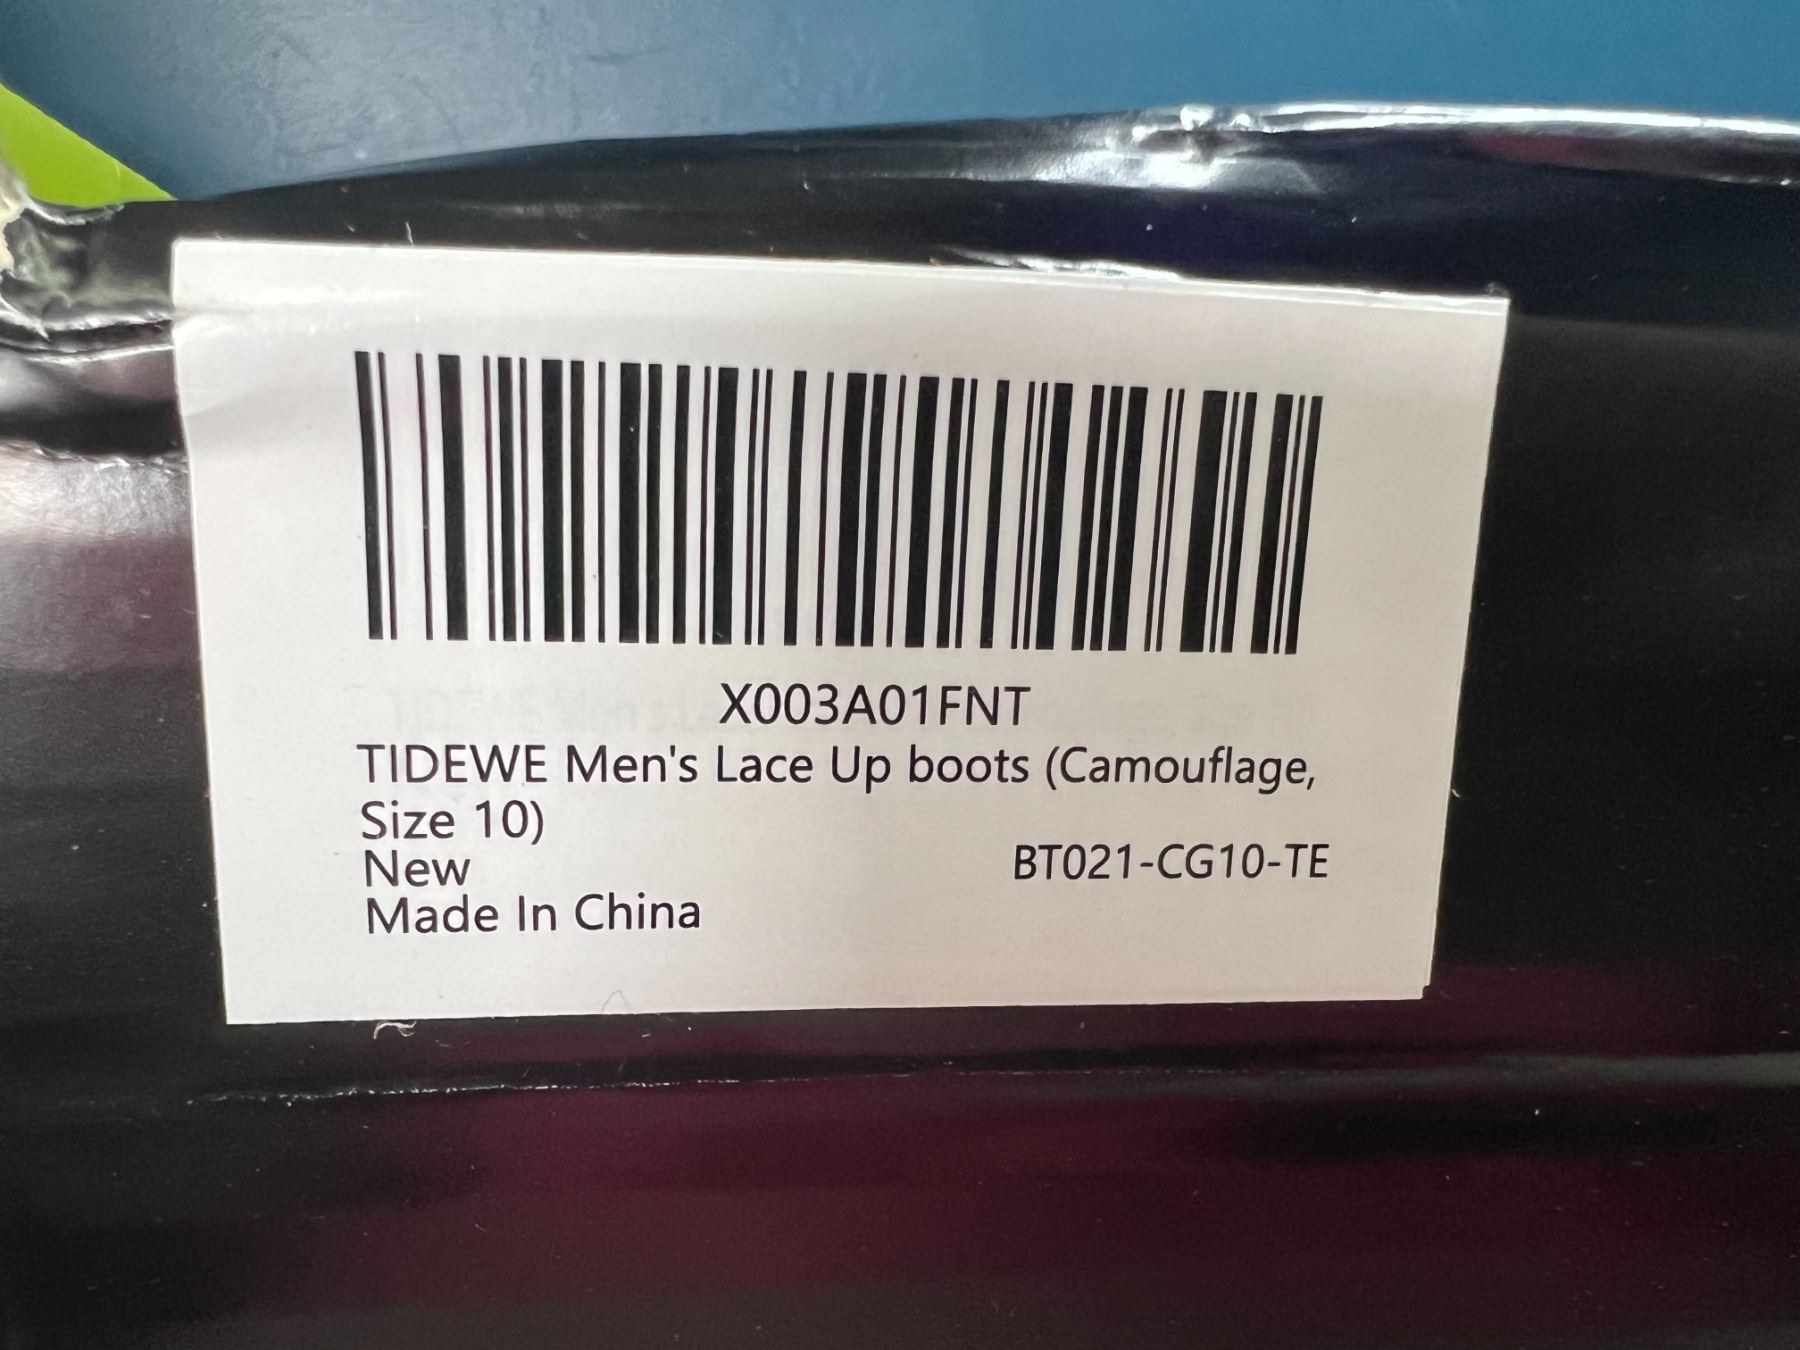 X003A01FNT
TIDEWE Men's Lace Up boots (Camouflage,
Size 10)
New
BT021-CG10-TE
Made In China